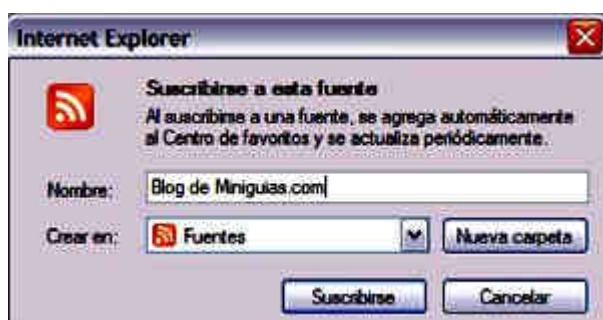 Internet Explorer
Suscribirse a esta fuente
Al suscribirse a una fuente, se agrega automáticamente
al Centro de favoritos y se actualiza periódicamente.
Nombre: Blog de Miniguias.com
Crear en: Fuentes Nueva carpeta
Suscribirse Cancelar